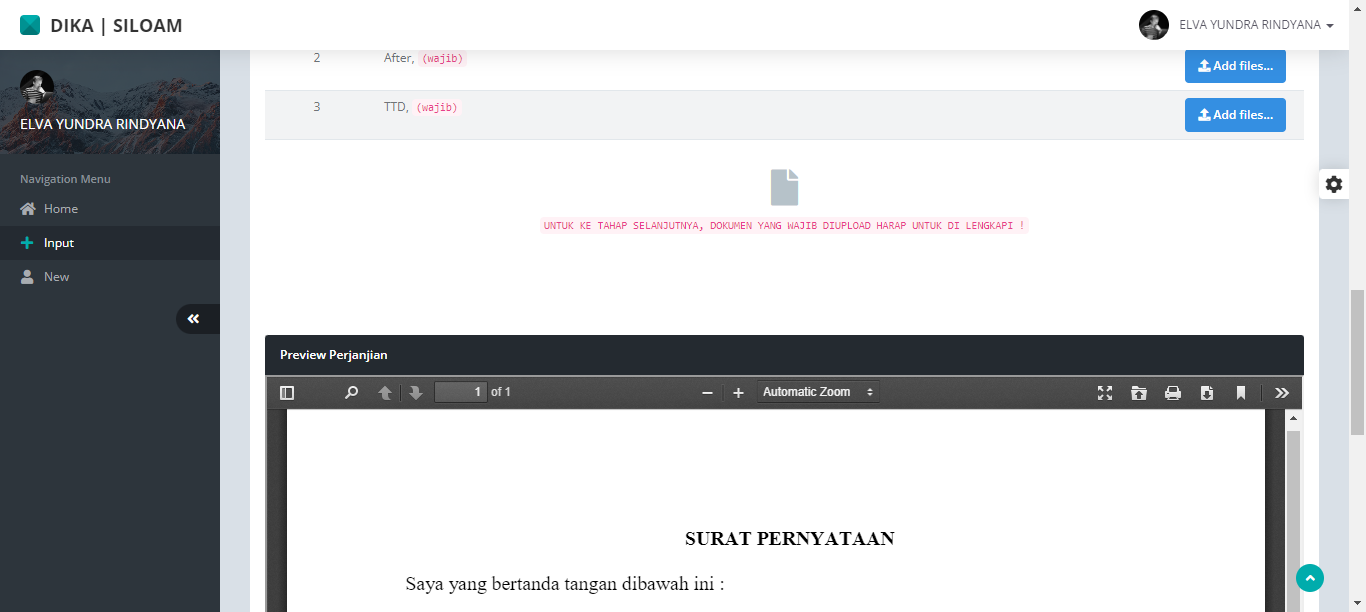 DIKA | SILOAM
ELVA YUNDRA RINDYANA
ELVA YUNDRA RINDYANA
Navigation Menu
Home
Input
New
2 After, (wajib) Add files...
3 TTD, (wajib) Add files...
UNTUK KE TAHAP SELANJUTNYA, DOKUMEN YANG WAJIB DIUPLOAD HARAP UNTUK DI LENGKAPI !
Preview Perjanjian
1 of 1 Automatic Zoom
SURAT PERNYATAAN
Saya yang bertanda tangan dibawah ini :